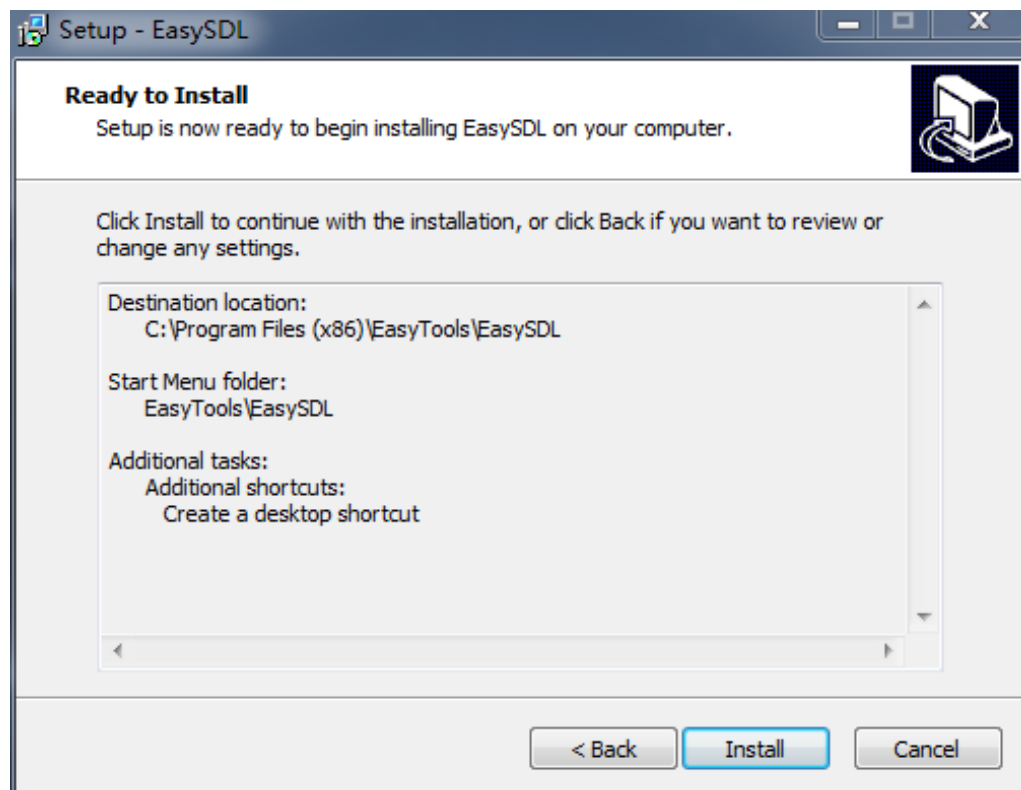 Setup - EasySDL
Ready to Install
Setup is now ready to begin installing EasySDL on your computer.
Click Install to continue with the installation, or click Back if you want to review or
change any settings.
Destination location:
C:\Program Files (x86)\EasyTools\EasySDL
Start Menu folder:
EasyTools\EasySDL
Additional tasks:
Additional shortcuts:
Create a desktop shortcut
< Back Install Cancel